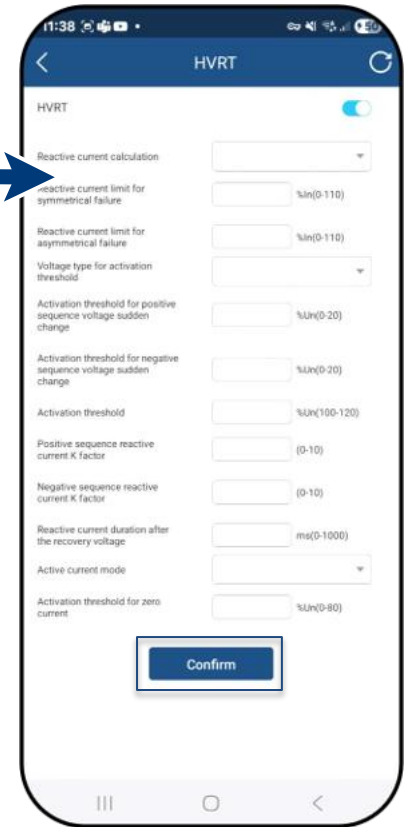 11:38
HVRT
HVRT
Reactive current calculation
Reactive current limit for
symmetrical failure
%In(0-110)
Reactive current limit for
asymmetrical failure
%In(0-110)
Voltage type for activation
threshold
Activation threshold for positive
sequence voltage sudden
change
%Un(0-20)
Activation threshold for negative
sequence voltage sudden
change
%Un(0-20)
Activation threshold
%Un(100-120)
Positive sequence reactive
current K factor
(0-10)
Negative sequence reactive
current K factor
(0-10)
Reactive current duration after
the recovery voltage
ms(0-1000)
Active current mode
Activation threshold for zero
current
%Un(0-80)
Confirm